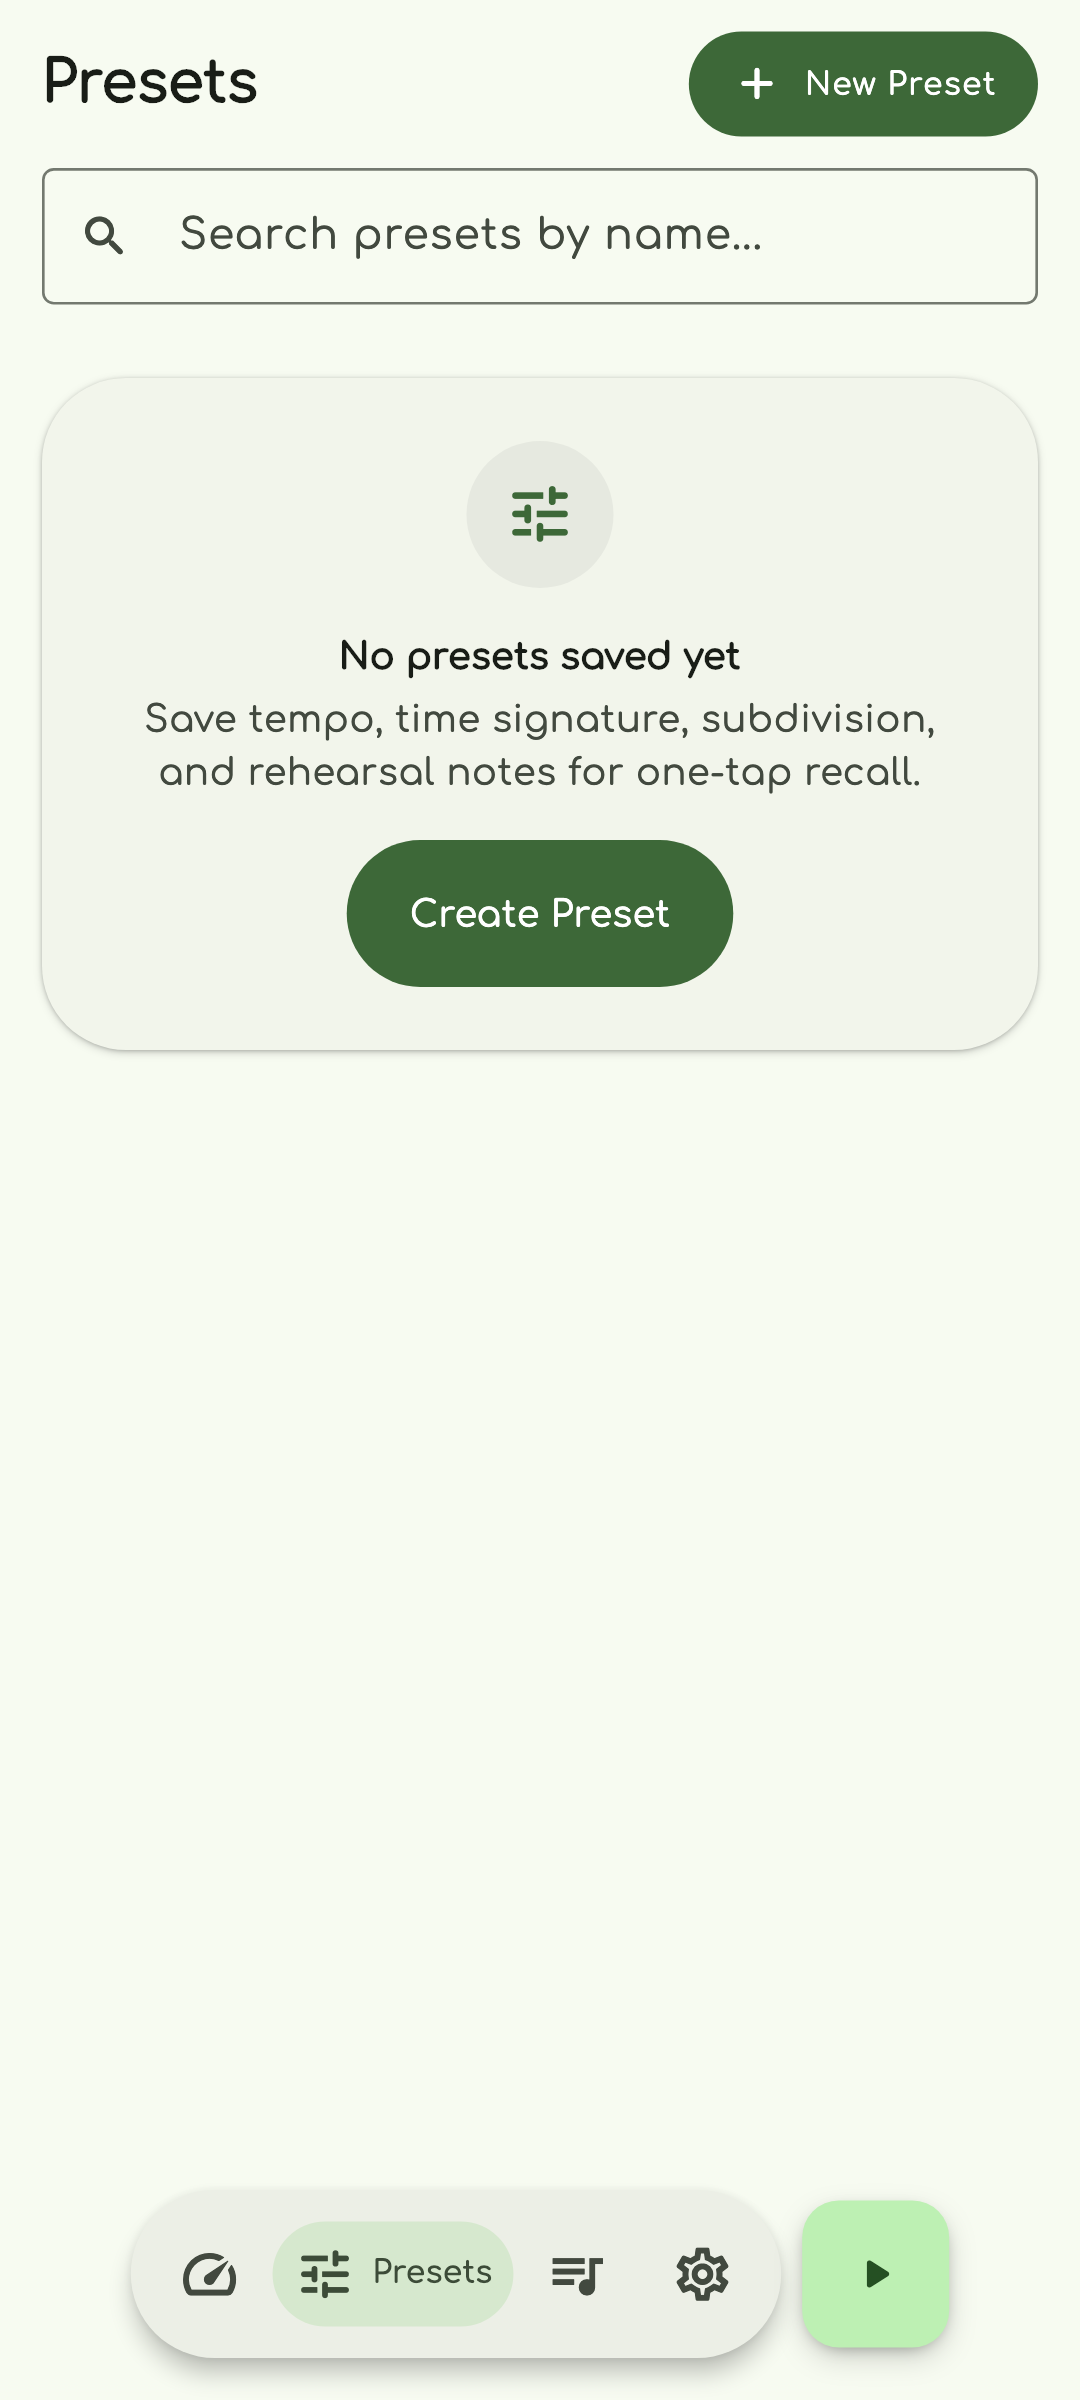 Presets
New Preset
Search presets by name...
No presets saved yet
Save tempo, time signature, subdivision,
and rehearsal notes for one-tap recall.
Create Preset
Presets